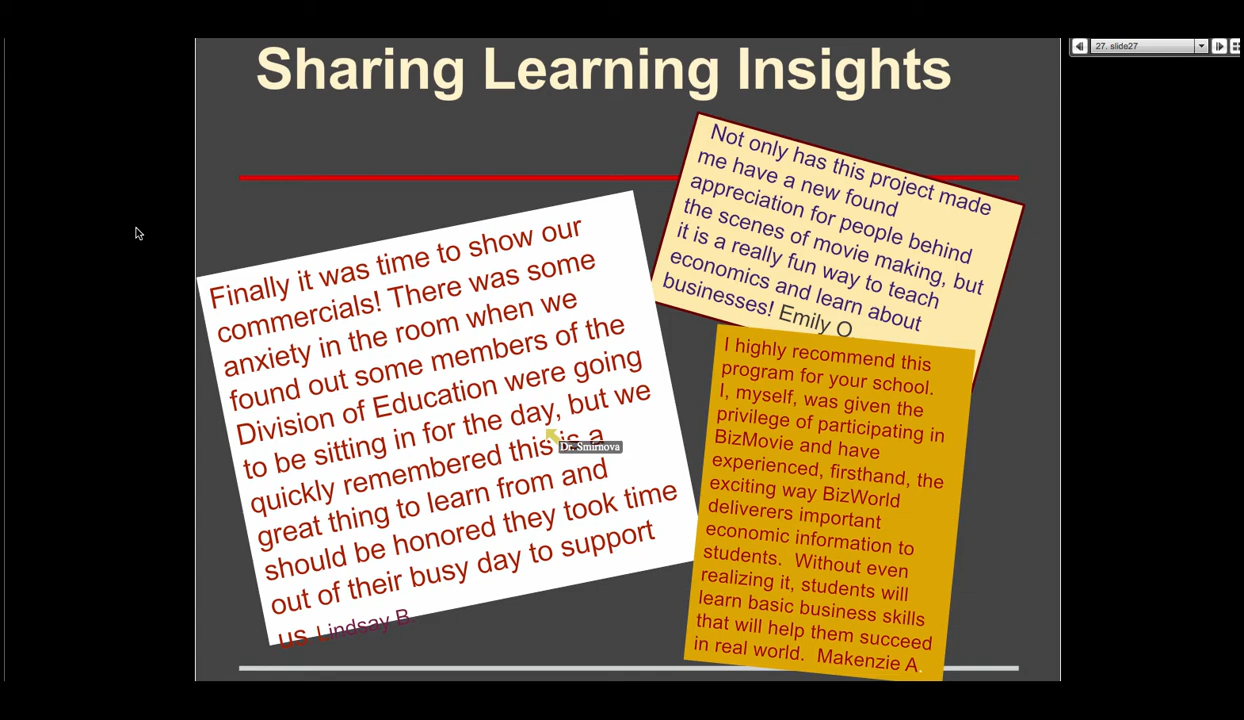 Sharing Learning Insights
27. slide27
Not only has this project made
me have a new found
appreciation for people behind
the scenes of movie making, but
it is a really fun way to teach
economics and learn about
businesses! Emily O
Finally it was time to show our
commercials! There was some
anxiety in the room when we
found out some members of the
Division of Education were going
to be sitting in for the day, but we
quickly remembered this is a
great thing to learn from and
should be honored they took time
out of their busy day to support
us Lindsay B.
Dr. Smirnova
I highly recommend this
program for your school.
I, myself, was given the
privilege of participating in
BizMovie and have
experienced, firsthand, the
exciting way BizWorld
deliverers important
economic information to
students. Without even
realizing it, students will
learn basic business skills
that will help them succeed
in real world. Makenzie A.